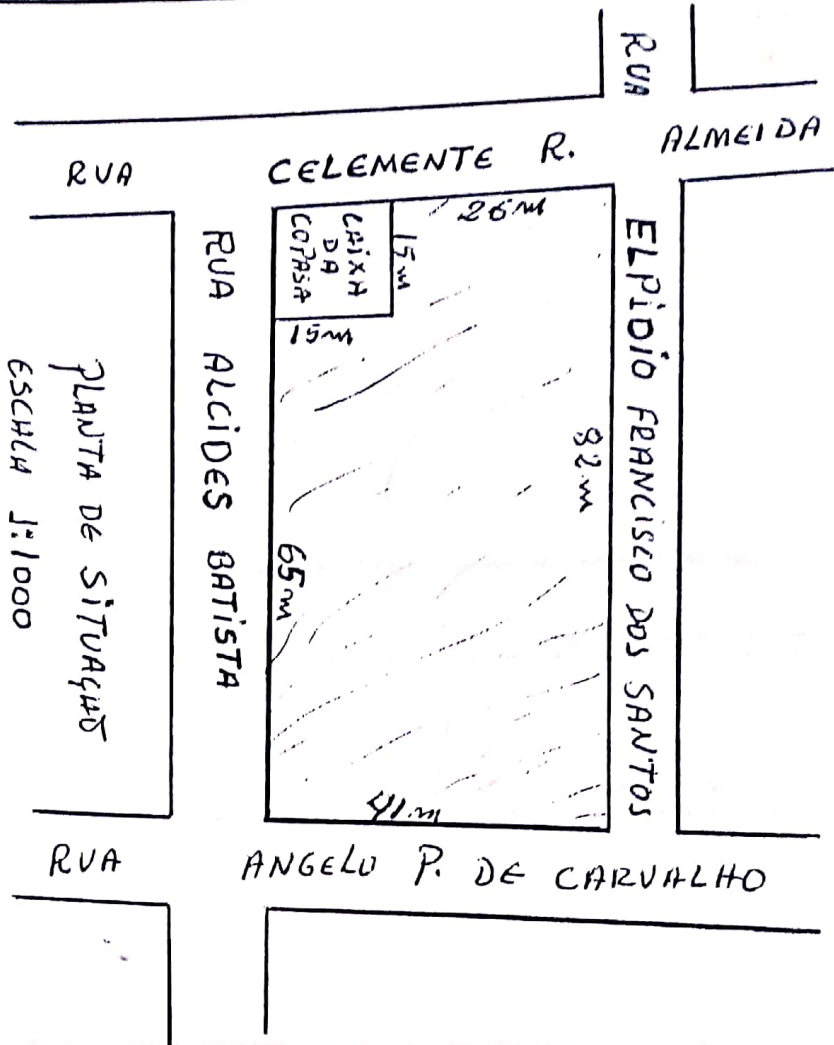 RUA
RUA CELEMENTE R. ALMEIDA
26m
CAIXA
DA
COPASA
15m
15m
ELPÍDIO FRANCISCO DOS SANTOS
RUA ALCIDES BATISTA
82m
65m
PLANTA DE SITUAÇÃO
ESCALA 1:1000
41m
RUA ANGELO P. DE CARVALHO